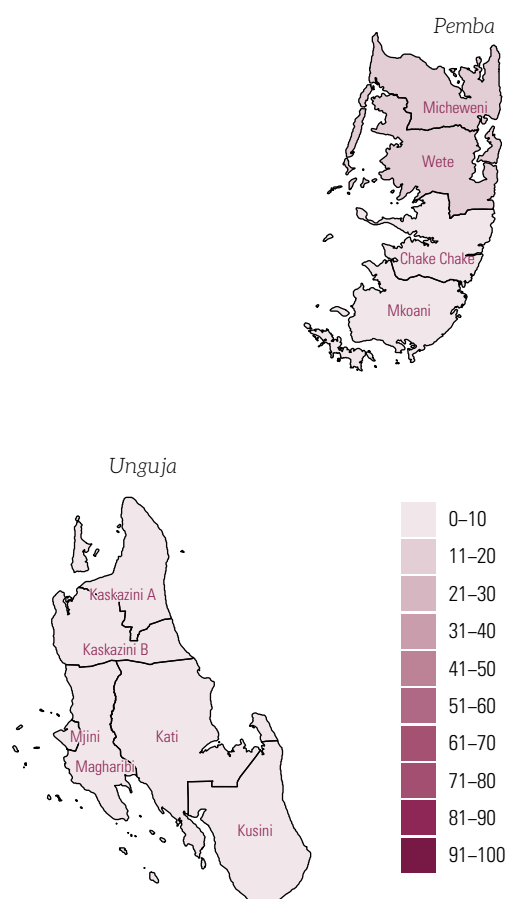 Pemba
Micheweni
Wete
Chake Chake
Mkoani
Unguja
Kaskazini A
Kaskazini B
Mjini
Kati
Magharibi
Kusini
0–10
11–20
21–30
31–40
41–50
51–60
61–70
71–80
81–90
91–100